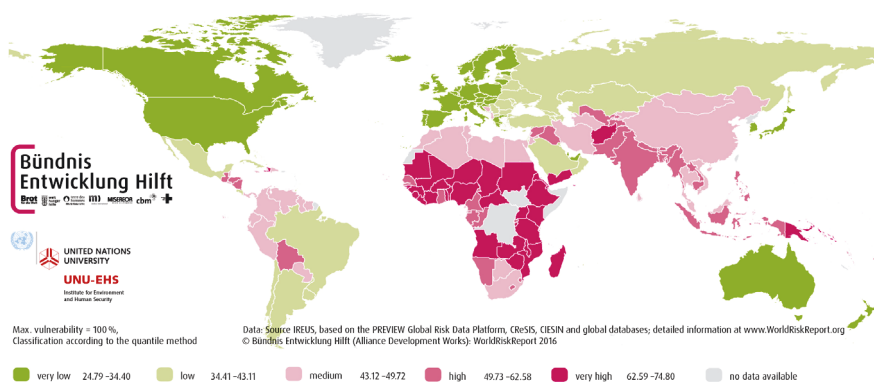 Bündnis
Entwicklung Hilft
Brot
MISEREOR
cbm
UNITED NATIONS
UNIVERSITY
UNU-EHS
Institute for Environment
and Human Security
Max. vulnerability = 100 %,
Classification according to the quantile method
Data: Source IREUS, based on the PREVIEW Global Risk Data Platform, CReSIS, CIESIN and global databases; detailed information at www.WorldRiskReport.org
© Bündnis Entwicklung Hilft (Alliance Development Works): WorldRiskReport 2016
very low 24.79 –34.40
low 34.41 –43.11
medium 43.12 –49.72
high 49.73 –62.58
very high 62.59 –74.80
no data available